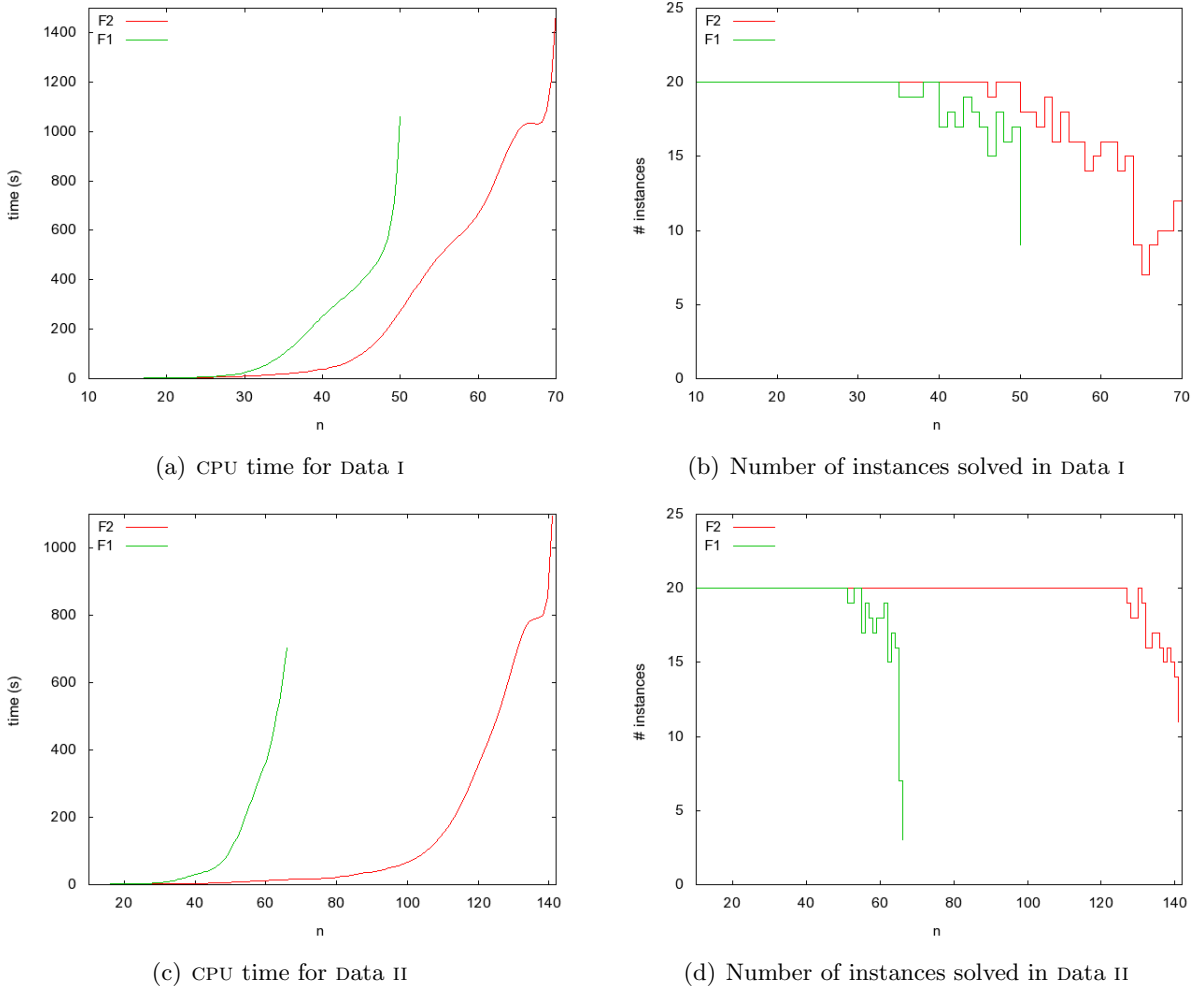 F2
F1
1400
1200
1000
800
600
400
200
0
time (s)
10 20 30 40 50 60 70
n
(a) CPU time for Data I
F2
F1
25
20
15
10
5
0
# instances
10 20 30 40 50 60 70
n
(b) Number of instances solved in Data I
F2
F1
1000
800
600
400
200
0
time (s)
20 40 60 80 100 120 140
n
(c) CPU time for Data II
F2
F1
25
20
15
10
5
0
# instances
20 40 60 80 100 120 140
n
(d) Number of instances solved in Data II